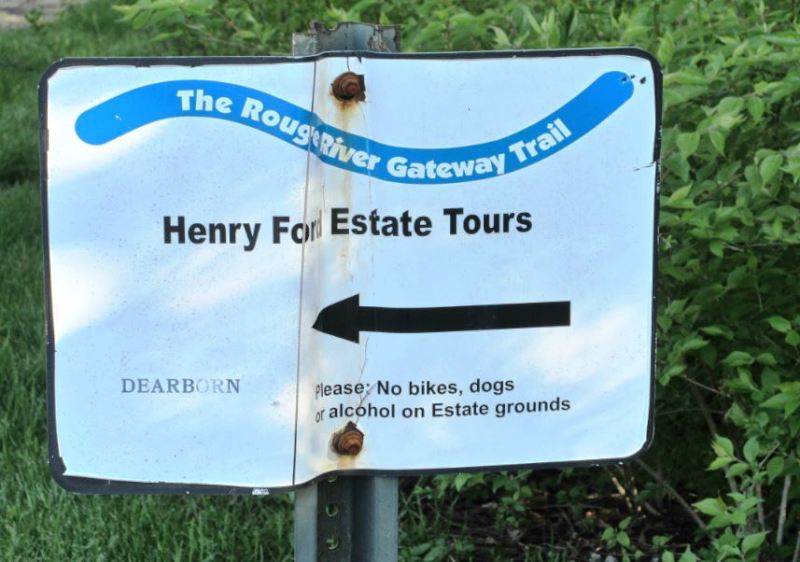 The Rouge River Gateway Trail
Henry Ford Estate Tours
DEARBORN
Please: No bikes, dogs
or alcohol on Estate grounds